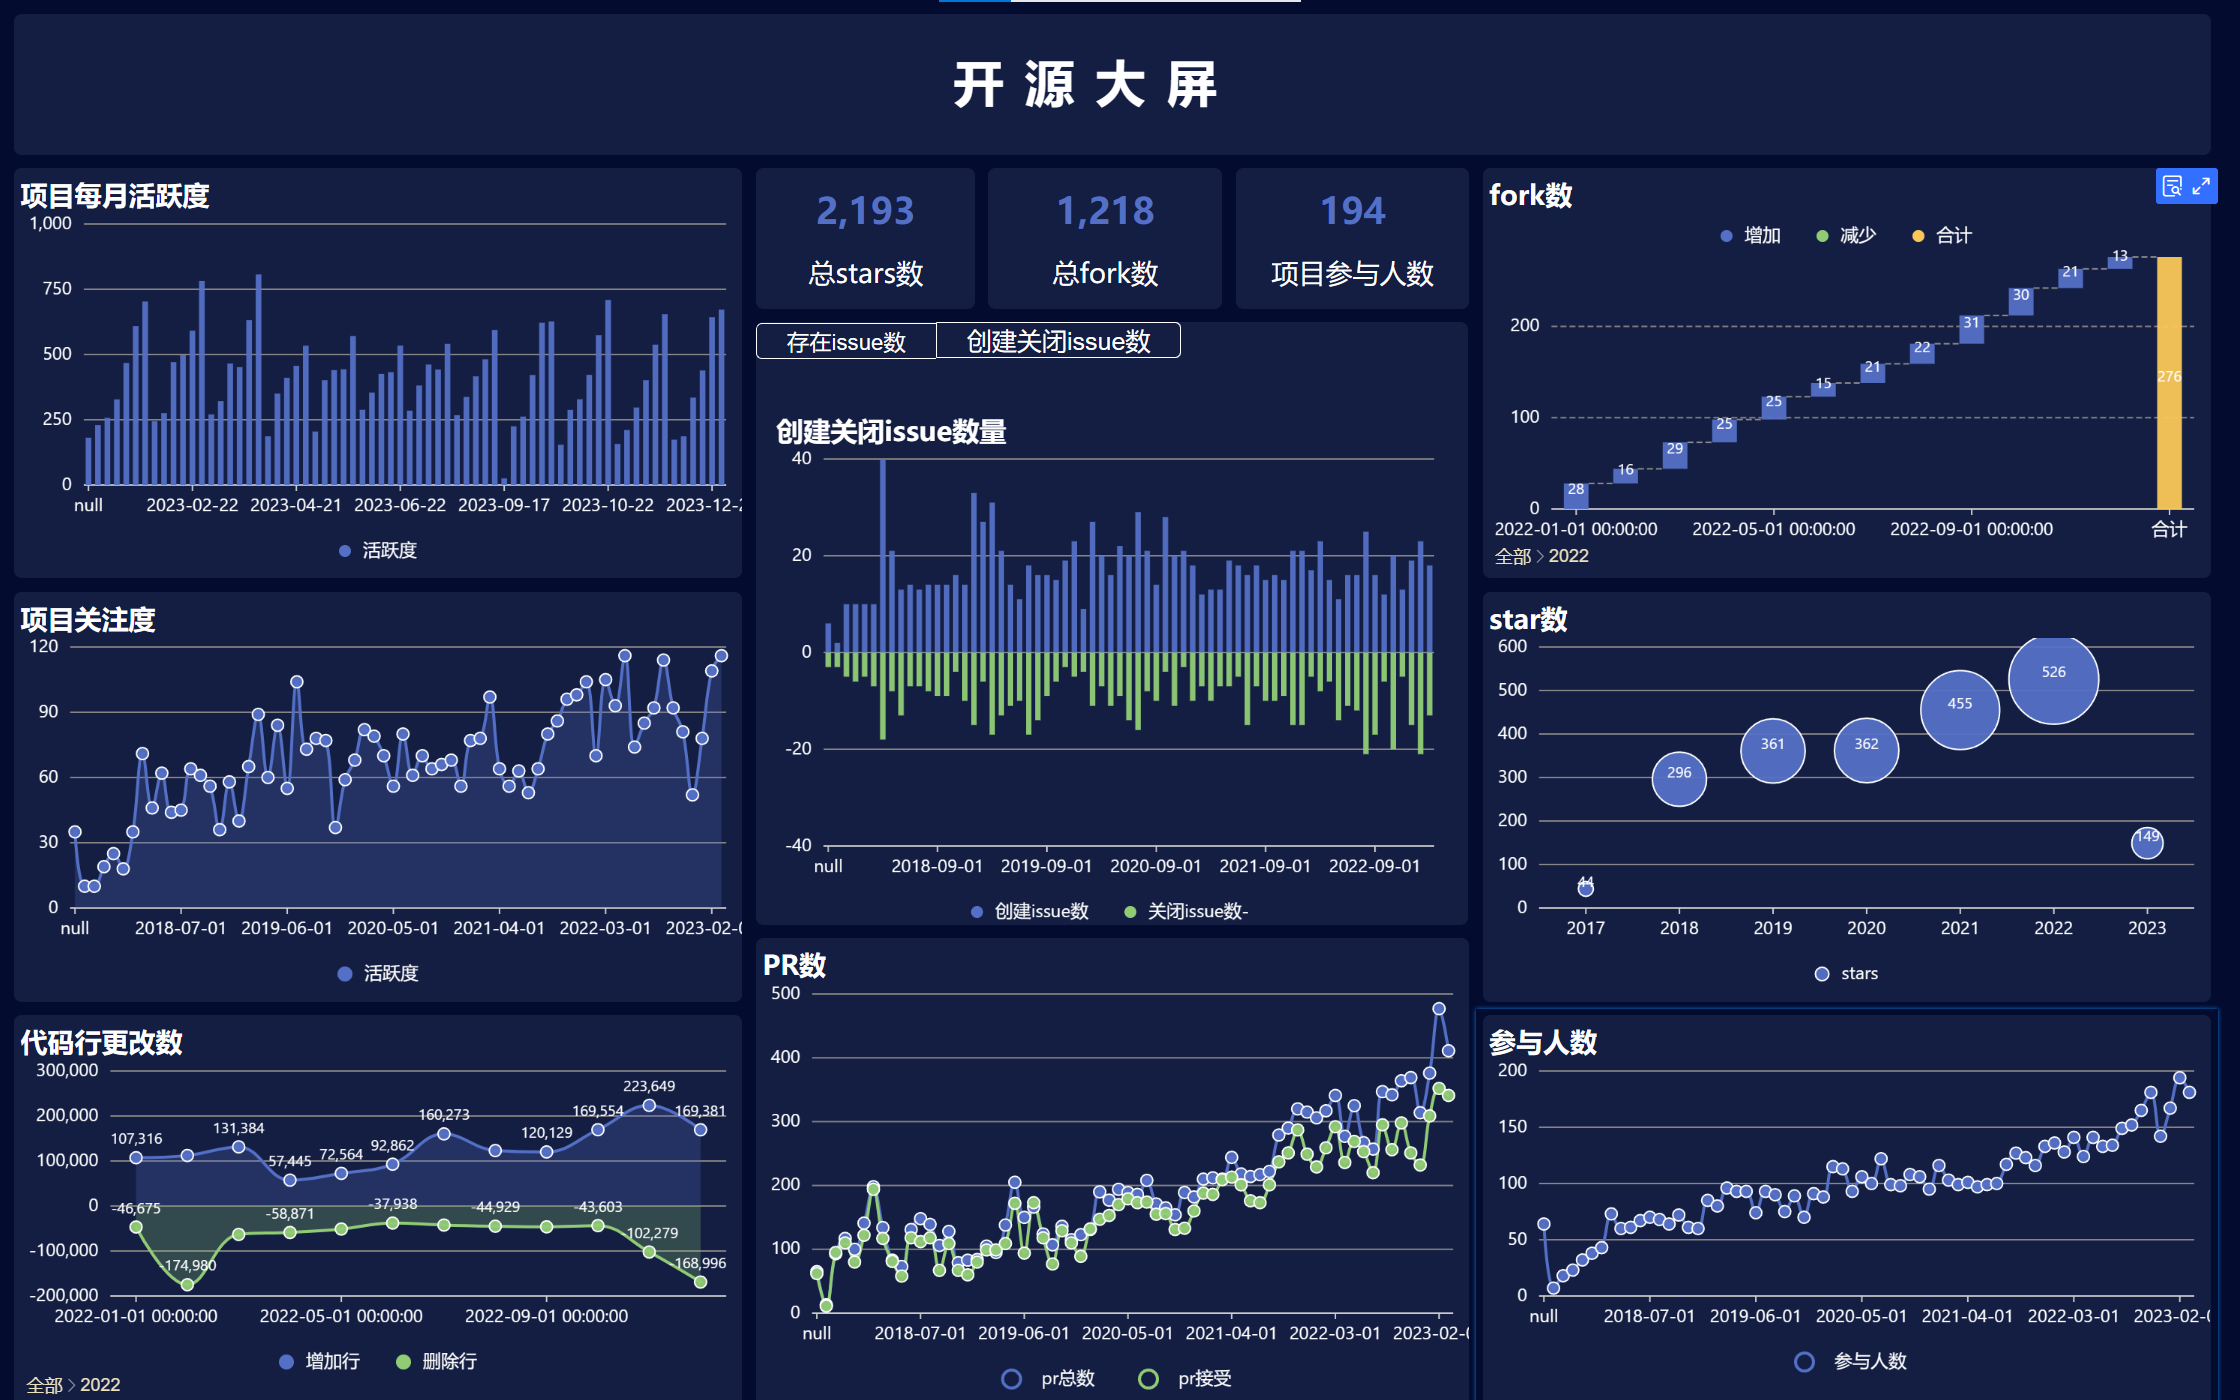 开源大屏
项目每月活跃度
1,000
750
500
250
0
null 2023-02-22 2023-04-21 2023-06-22 2023-09-17 2023-10-22 2023-12-2
活跃度
项目关注度
120
90
60
30
0
null 2018-07-01 2019-06-01 2020-05-01 2021-04-01 2022-03-01 2023-02-0
活跃度
代码行更改数
300,000
200,000
100,000
0
-100,000
-200,000
107,316 131,384 57,445 72,564 92,862 160,273 120,129 169,554 223,649 169,381
-46,675 -174,980 -58,871 -37,938 -44,929 -43,603 102,279 168,996
2022-01-01 00:00:00 2022-05-01 00:00:00 2022-09-01 00:00:00
增加行 删除行
全部 > 2022
2,193
总stars数
1,218
总fork数
194
项目参与人数
存在issue数 创建关闭issue数
创建关闭issue数量
40
20
0
-20
-40
null 2018-09-01 2019-09-01 2020-09-01 2021-09-01 2022-09-01
创建issue数 关闭issue数-
PR数
500
400
300
200
100
0
null 2018-07-01 2019-06-01 2020-05-01 2021-04-01 2022-03-01 2023-02-0
pr总数 pr接受
fork数
增加 减少 合计
200
100
0
28 16 29 25 25 15 21 22 31 30 21 13 276
2022-01-01 00:00:00 2022-05-01 00:00:00 2022-09-01 00:00:00 合计
全部 > 2022
star数
600
500
400
300
200
100
0
44 296 361 362 455 526 149
2017 2018 2019 2020 2021 2022 2023
stars
参与人数
200
150
100
50
0
null 2018-07-01 2019-06-01 2020-05-01 2021-04-01 2022-03-01 2023-02-0
参与人数